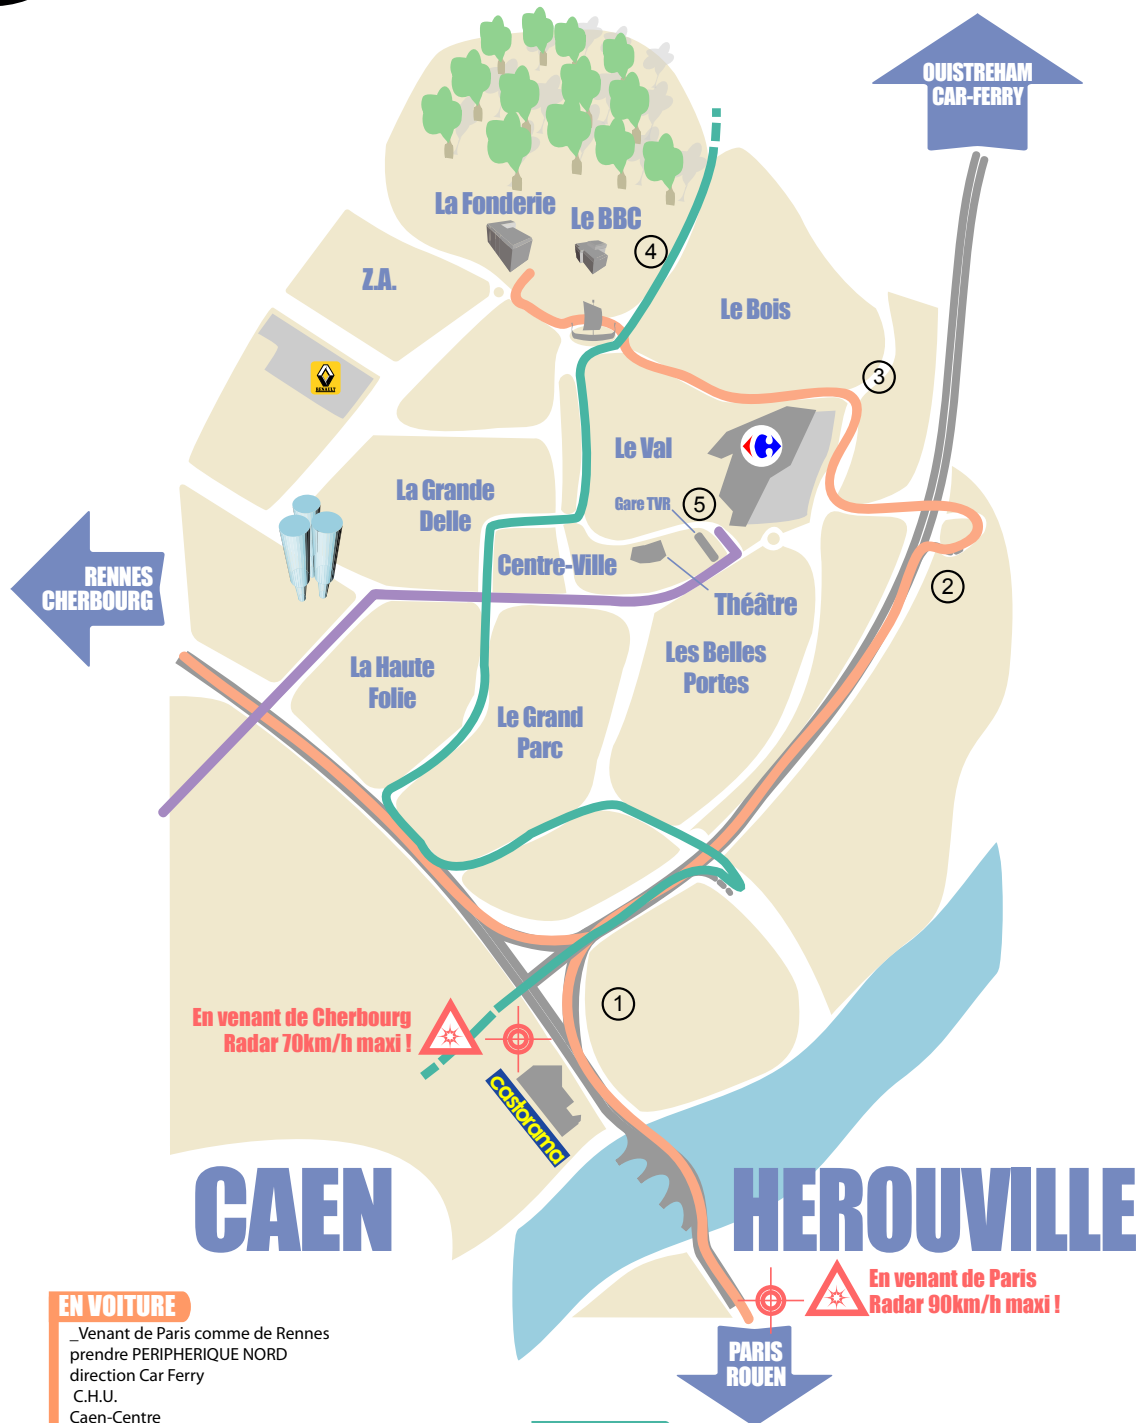 OUISTREHAM
CAR-FERRY
La Fonderie
Le BBC
4
Z.A.
Le Bois
3
RENAULT
Le Val
La Grande
Delle
Gare TVR
5
Centre-Ville
RENNES
CHERBOURG
2
Théâtre
La Haute
Folie
Les Belles
Portes
Le Grand
Parc
1
En venant de Cherbourg
Radar 70km/h maxi !
castorama
CAEN
HEROUVILLE
En venant de Paris
Radar 90km/h maxi !
PARIS
ROUEN
EN VOITURE
_Venant de Paris comme de Rennes
prendre PERIPHERIQUE NORD
direction Car Ferry
C.H.U.
Caen-Centre